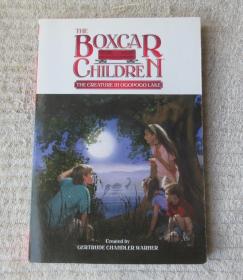 THE
BOXCAR
CHILDREN
THE CREATURE IN OGOPOGO LAKE
Created by
GERTRUDE CHANDLER WARNER